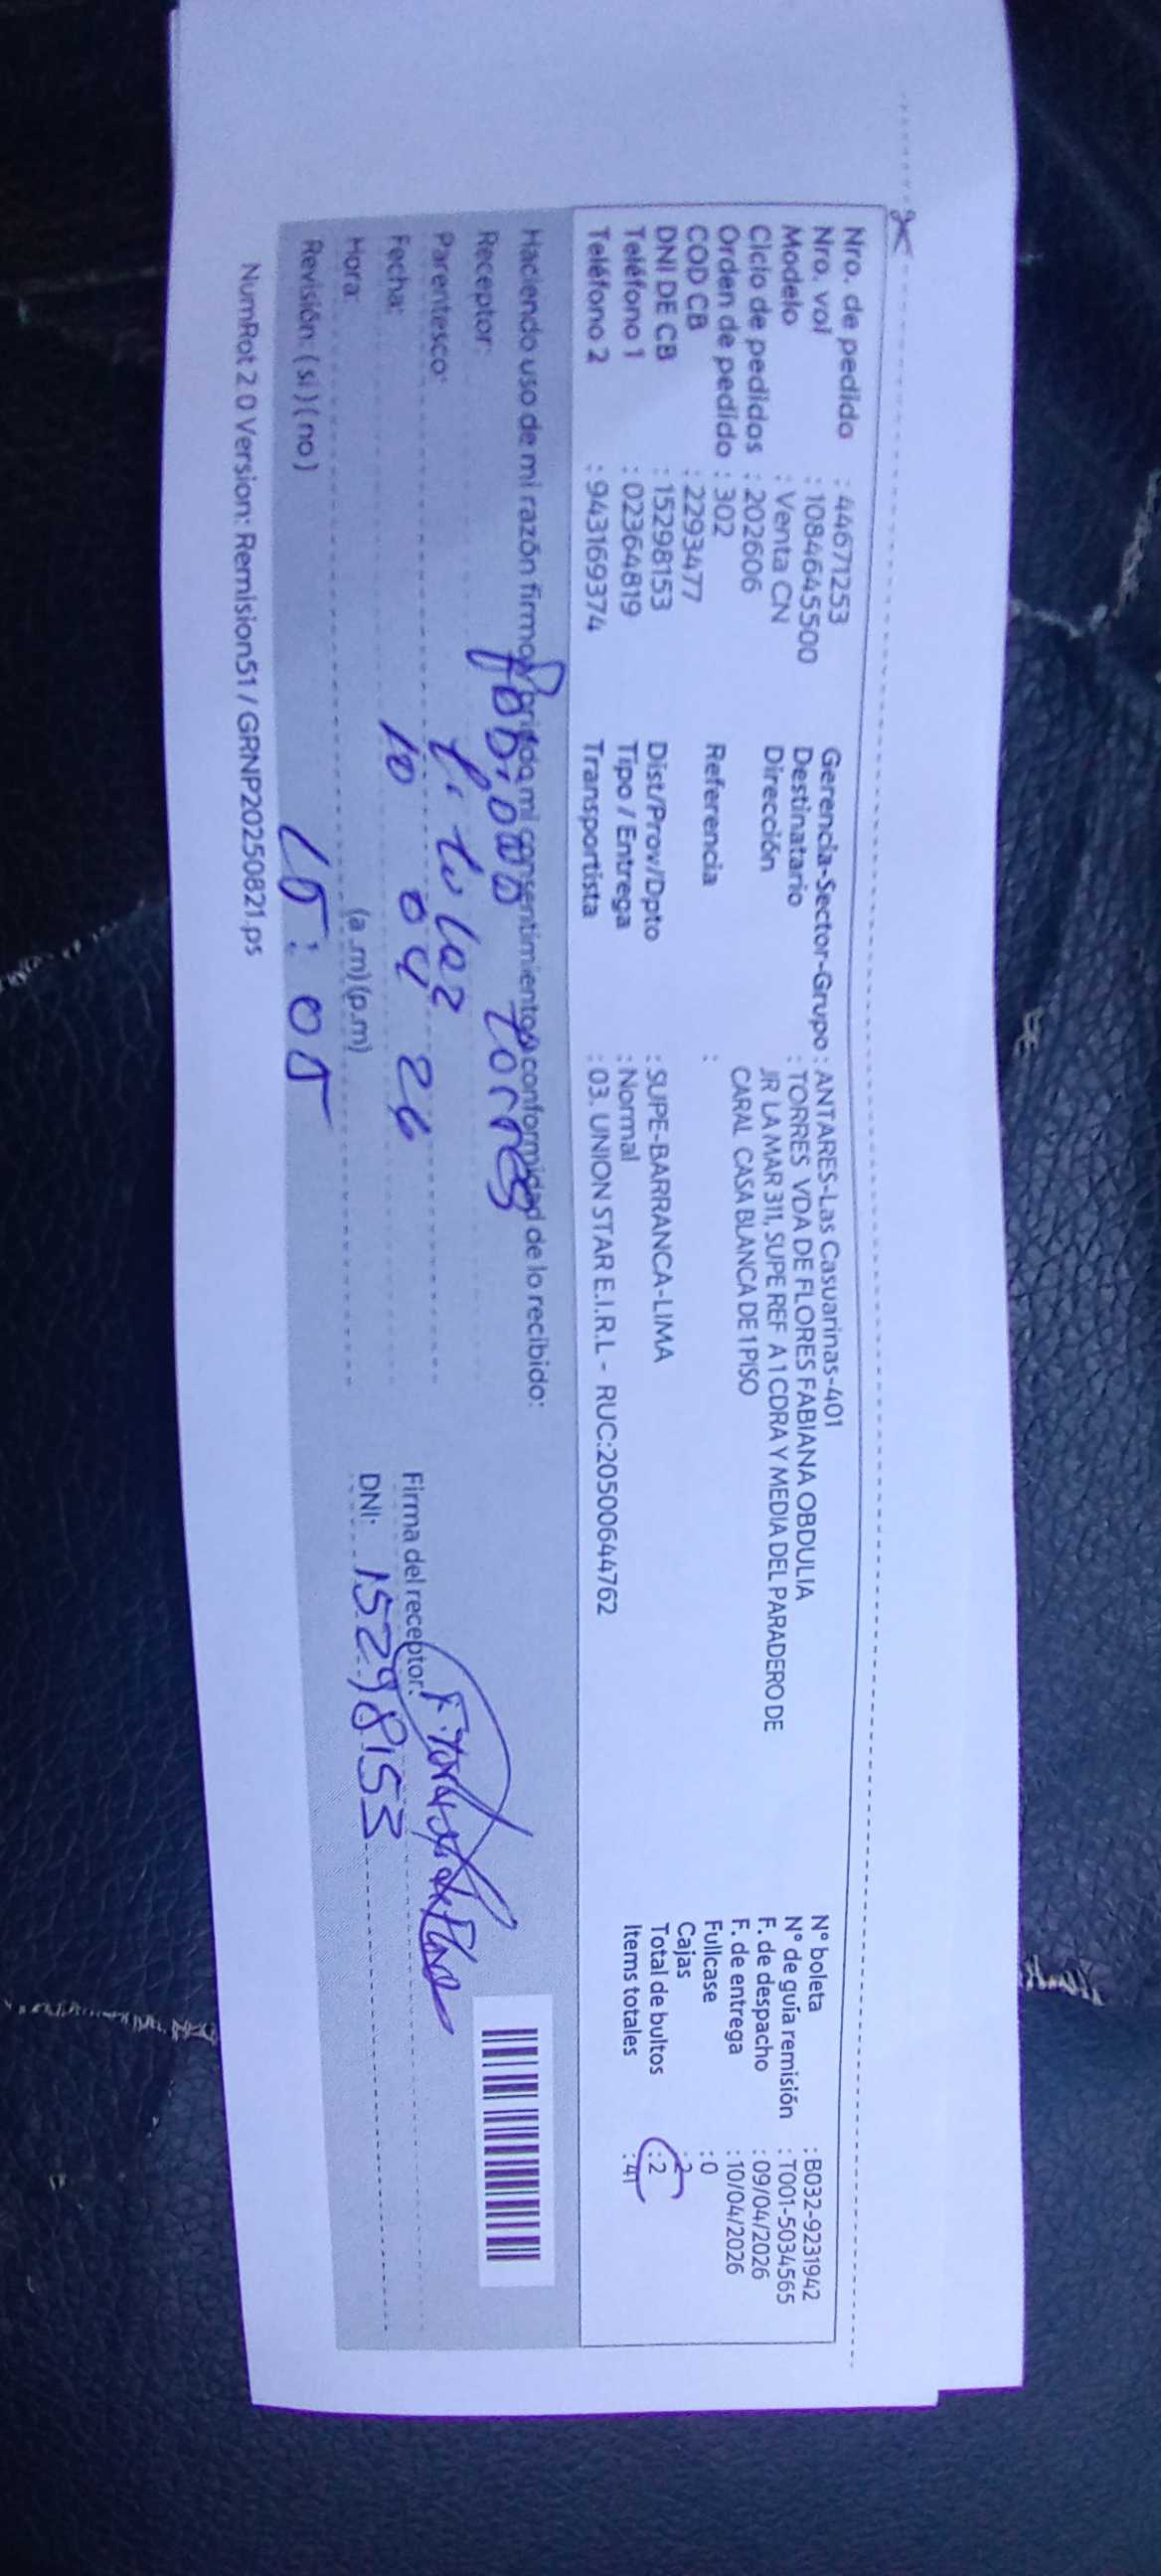 Nro. de pedido : 44671253
Nro. vol : 1084645500
Modelo : Venta CN
Ciclo de pedidos : 202606
Orden de pedido : 302
COD CB : 2293477
DNI DE CB : 15298153
Teléfono 1 : 02364819
Teléfono 2 : 943169374
Gerencia-Sector-Grupo : ANTARES-Las Casuarinas-401
Destinatario : TORRES VDA DE FLORES FABIANA OBDULIA
Dirección : JR LA MAR 311, SUPE REF A 1 CDRA Y MEDIA DEL PARADERO DE
CARAL CASA BLANCA DE 1 PISO
Referencia :
Dist/Prov/Dpto : SUPE-BARRANCA-LIMA
Tipo / Entrega : Normal
Transportista : 03. UNION STAR E.I.R.L - RUC:20500644762
N° boleta : B032-9231942
N° de guía remisión : T001-5034565
F. de despacho : 09/04/2026
F. de entrega : 10/04/2026
Fullcase : 0
Cajas : 2
Total de bultos : 2
Items totales : 41
Haciendo uso de mi razón firmo y brindo mi consentimiento y conformidad de lo recibido:
Receptor: Fabiana Torres
Parentesco: titular
Fecha: 10 04 26
Hora: (a.m) (p.m)
Revisión: ( si ) ( no ) 15:05
Firma del receptor:
DNI: 15298153
NumRot 2.0 Version: Remision51 / GRNP20250821.ps